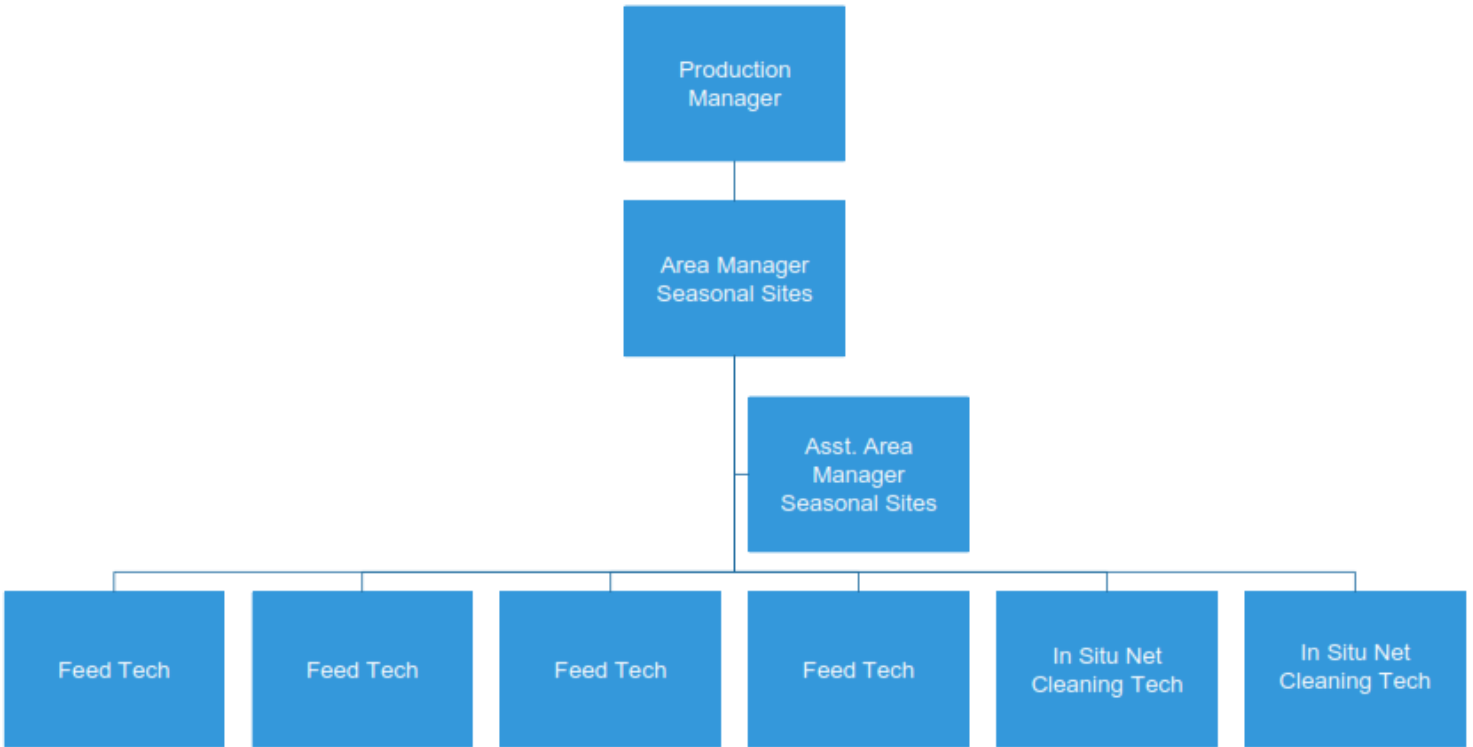 Production
Manager
Area Manager
Seasonal Sites
Asst. Area
Manager
Seasonal Sites
Feed Tech
Feed Tech
Feed Tech
Feed Tech
In Situ Net
Cleaning Tech
In Situ Net
Cleaning Tech